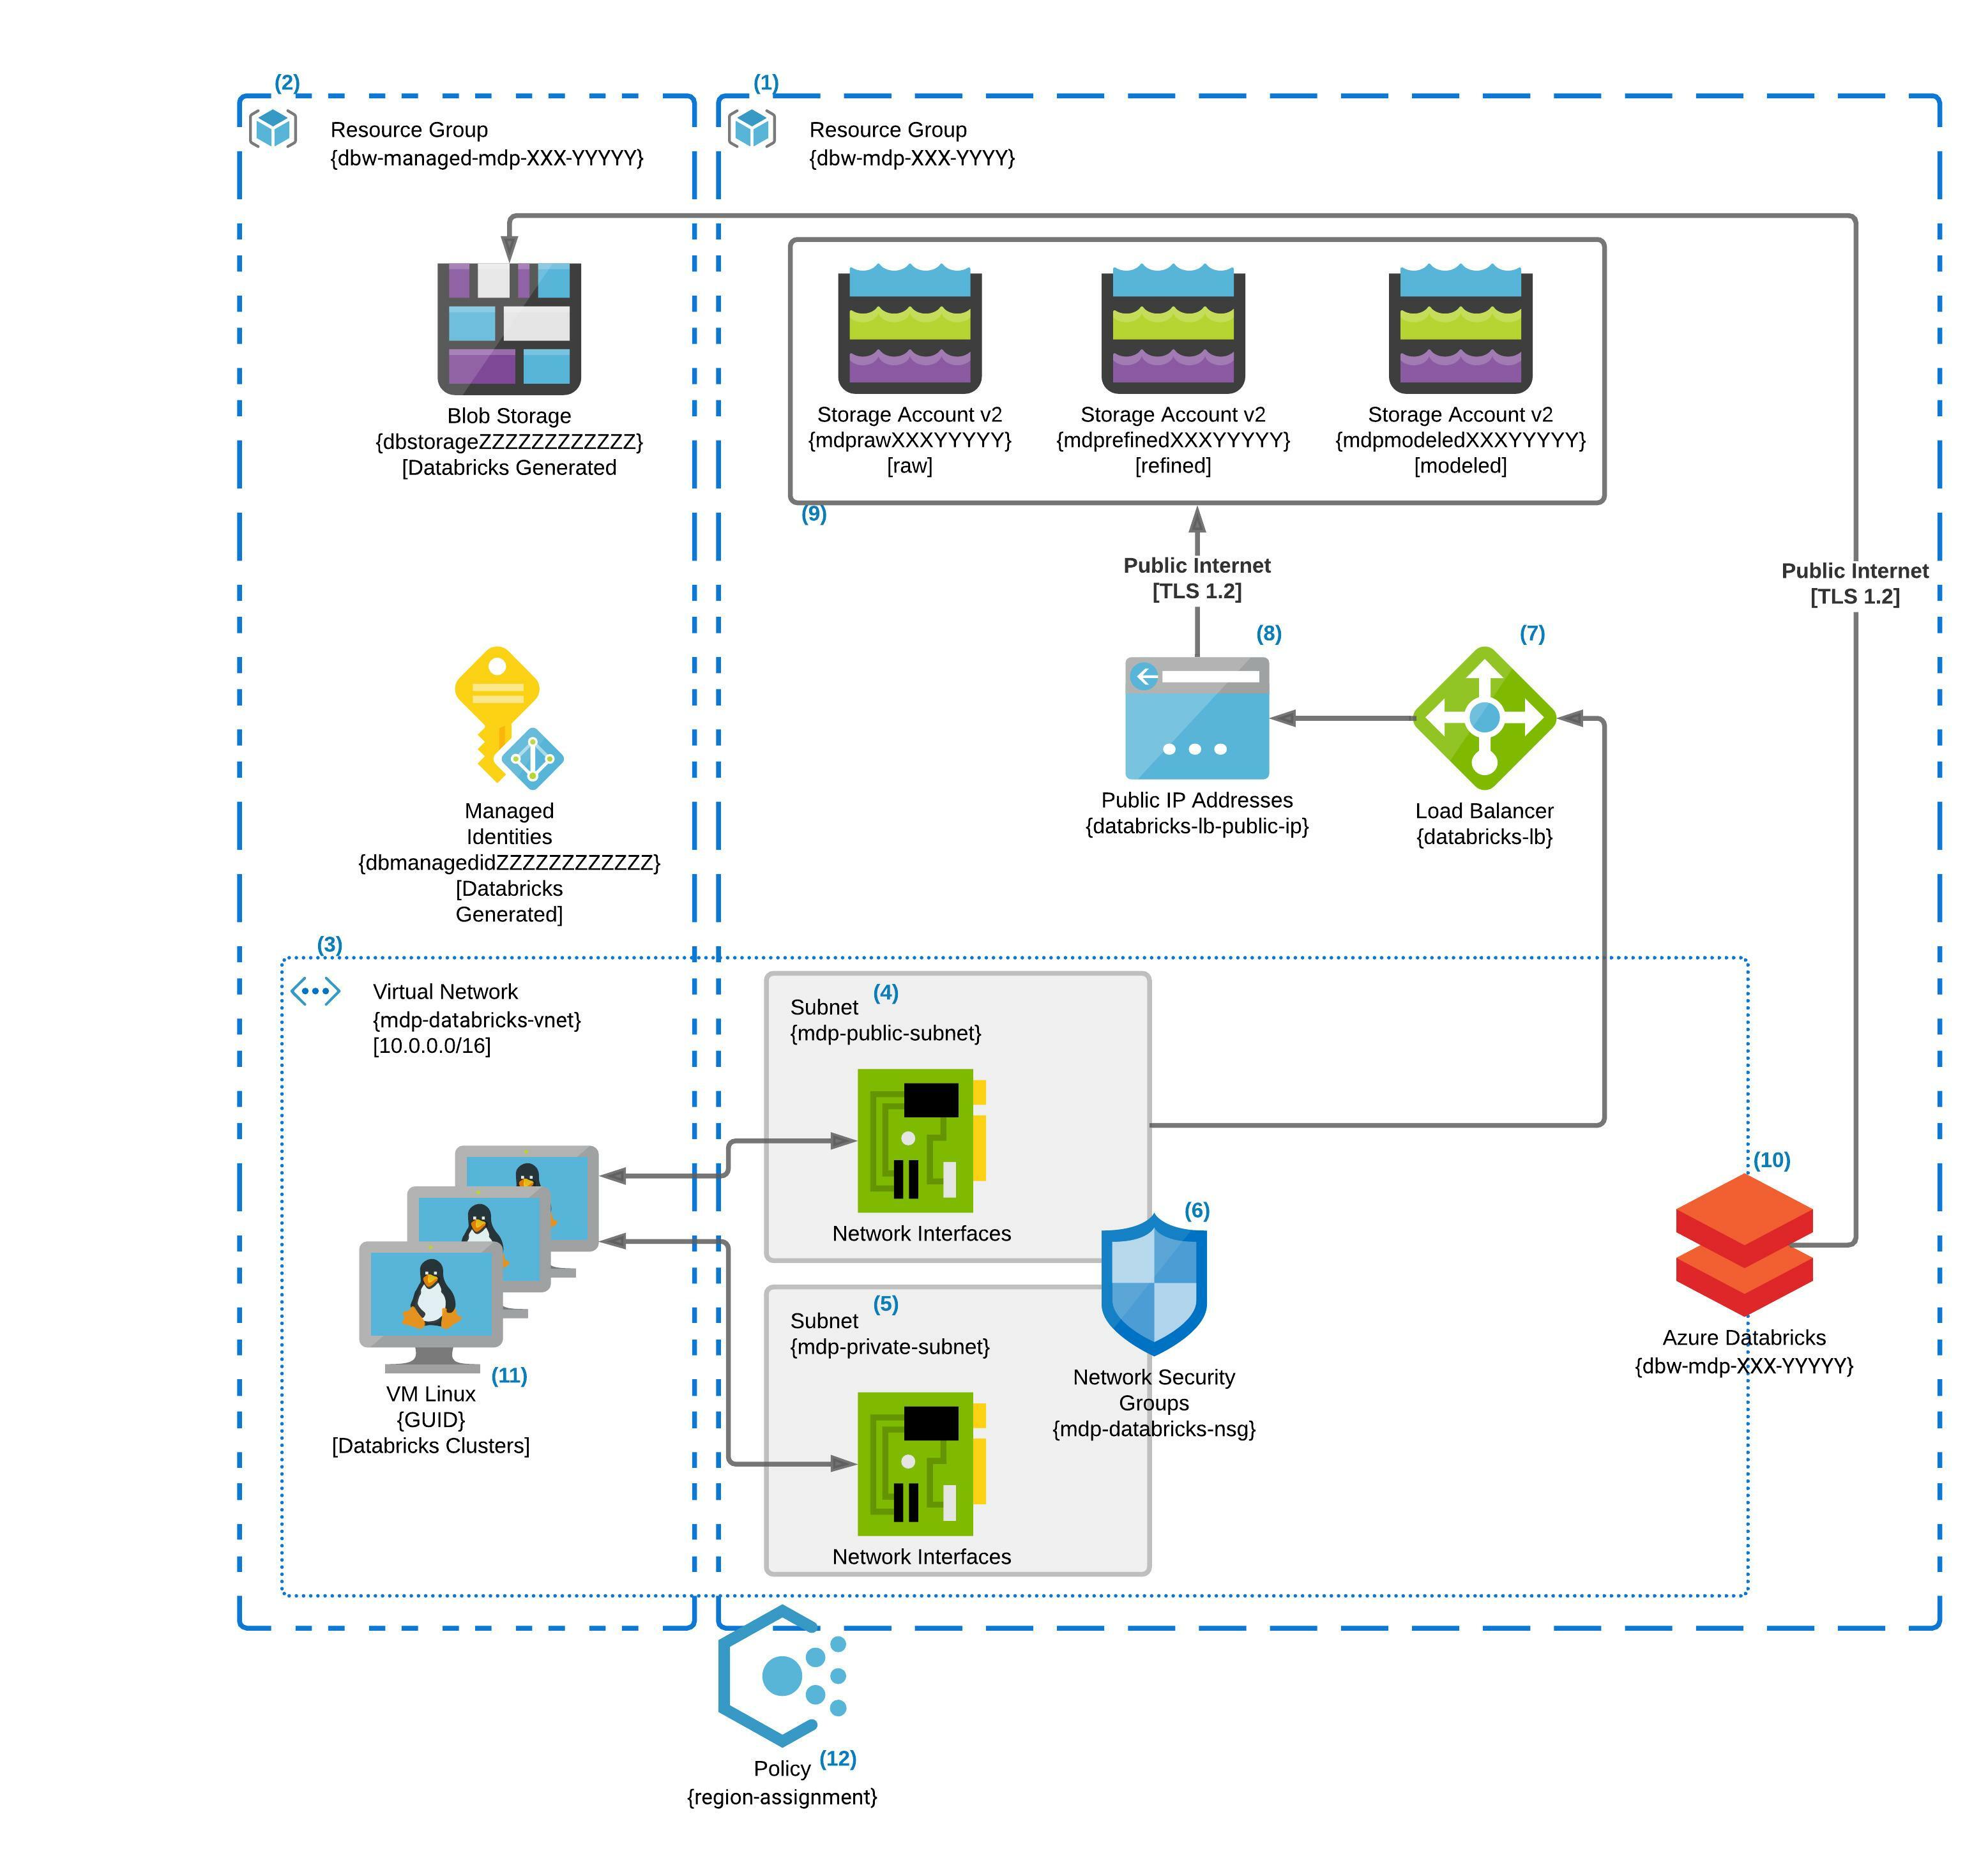 (2)
Resource Group
{dbw-managed-mdp-XXX-YYYYY}
(1)
Resource Group
{dbw-mdp-XXX-YYYY}
Blob Storage
{dbstorageZZZZZZZZZZZZ}
[Databricks Generated
Storage Account v2
{mdprawXXXYYYYY}
[raw]
Storage Account v2
{mdprefinedXXXYYYYY}
[refined]
Storage Account v2
{mdpmodeledXXXYYYYY}
[modeled]
(9)
Public Internet
[TLS 1.2]
Public Internet
[TLS 1.2]
(8)
(7)
Public IP Addresses
{databricks-lb-public-ip}
Load Balancer
{databricks-lb}
Managed
Identities
{dbmanagedidZZZZZZZZZZZZ}
[Databricks
Generated]
(3)
Virtual Network
{mdp-databricks-vnet}
[10.0.0.0/16]
(4)
Subnet
{mdp-public-subnet}
Network Interfaces
(6)
(10)
(5)
Subnet
{mdp-private-subnet}
Network Interfaces
Network Security
Groups
{mdp-databricks-nsg}
Azure Databricks
{dbw-mdp-XXX-YYYYY}
(11)
VM Linux
{GUID}
[Databricks Clusters]
(12)
Policy
{region-assignment}